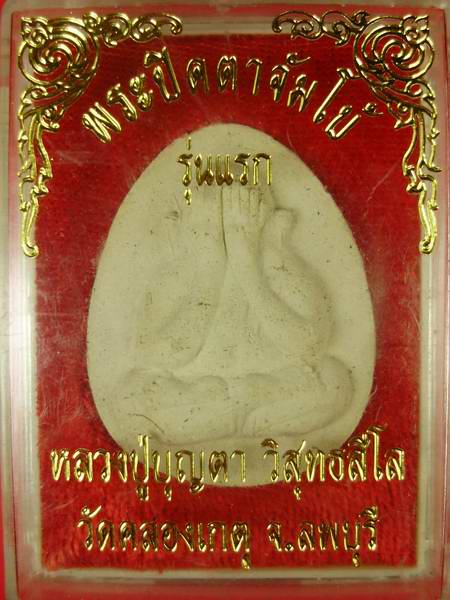 พระปิดตาจัมโบ้
รุ่นแรก
หลวงปู่บุญตา วิสุทธสีโล
วัดคลองเกตุ จ.ลพบุรี